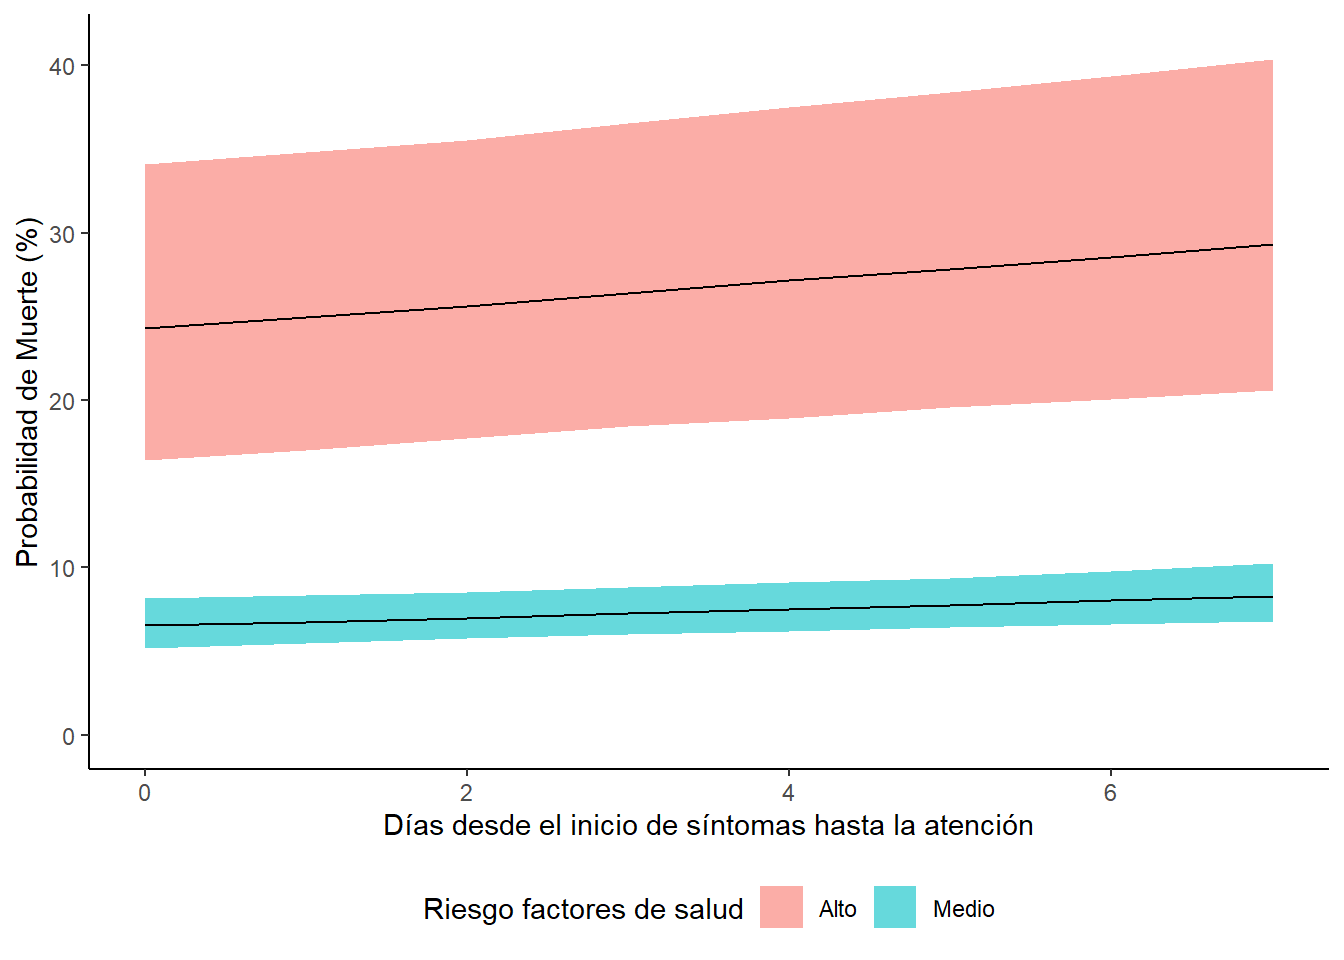 Probabilidad de Muerte (%)
40
30
20
10
0
0 2 4 6
Días desde el inicio de síntomas hasta la atención
Riesgo factores de salud Alto Medio